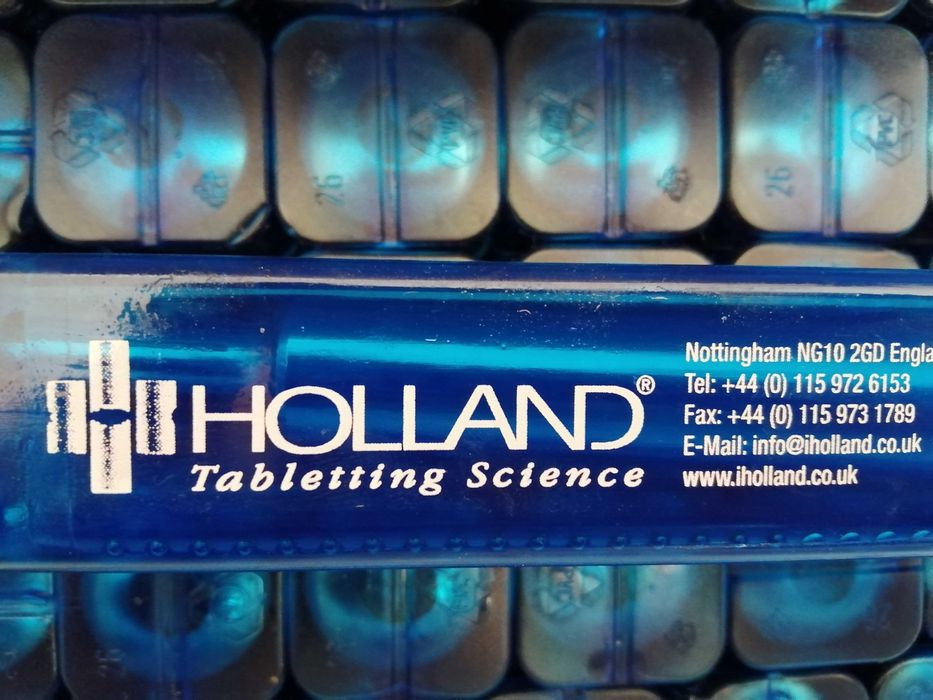 26
26
HOLLAND®
Tabletting Science
Nottingham NG10 2GD Engla
Tel: +44 (0) 115 972 6153
Fax: +44 (0) 115 973 1789
E-Mail: info@iholland.co.uk
www.iholland.co.uk